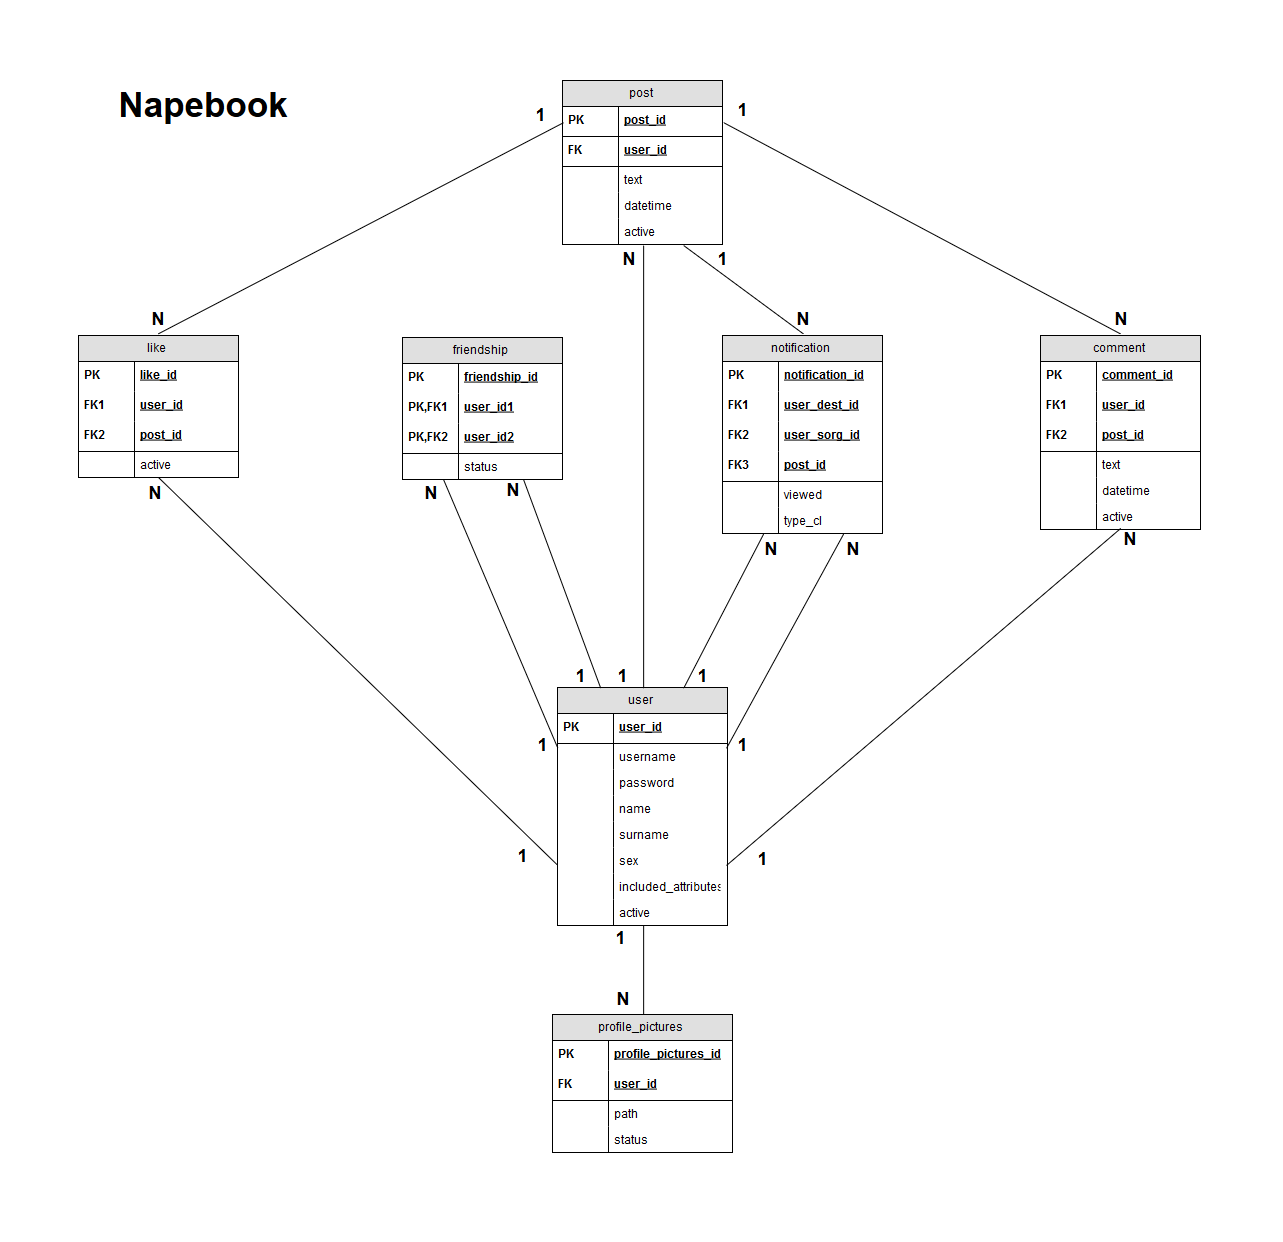 Napebook
post
PK post_id
FK user_id
text
datetime
active
1
1
N
1
N
N
N
like
PK like_id
FK1 user_id
FK2 post_id
active
N
friendship
PK friendship_id
PK,FK1 user_id1
PK,FK2 user_id2
status
N
N
notification
PK notification_id
FK1 user_dest_id
FK2 user_sorg_id
FK3 post_id
viewed
type_cl
N
N
comment
PK comment_id
FK1 user_id
FK2 post_id
text
datetime
active
N
1
1
1
user
PK user_id
username
password
name
surname
sex
included_attributes
active
1
1
1
1
1
N
profile_pictures
PK profile_pictures_id
FK user_id
path
status